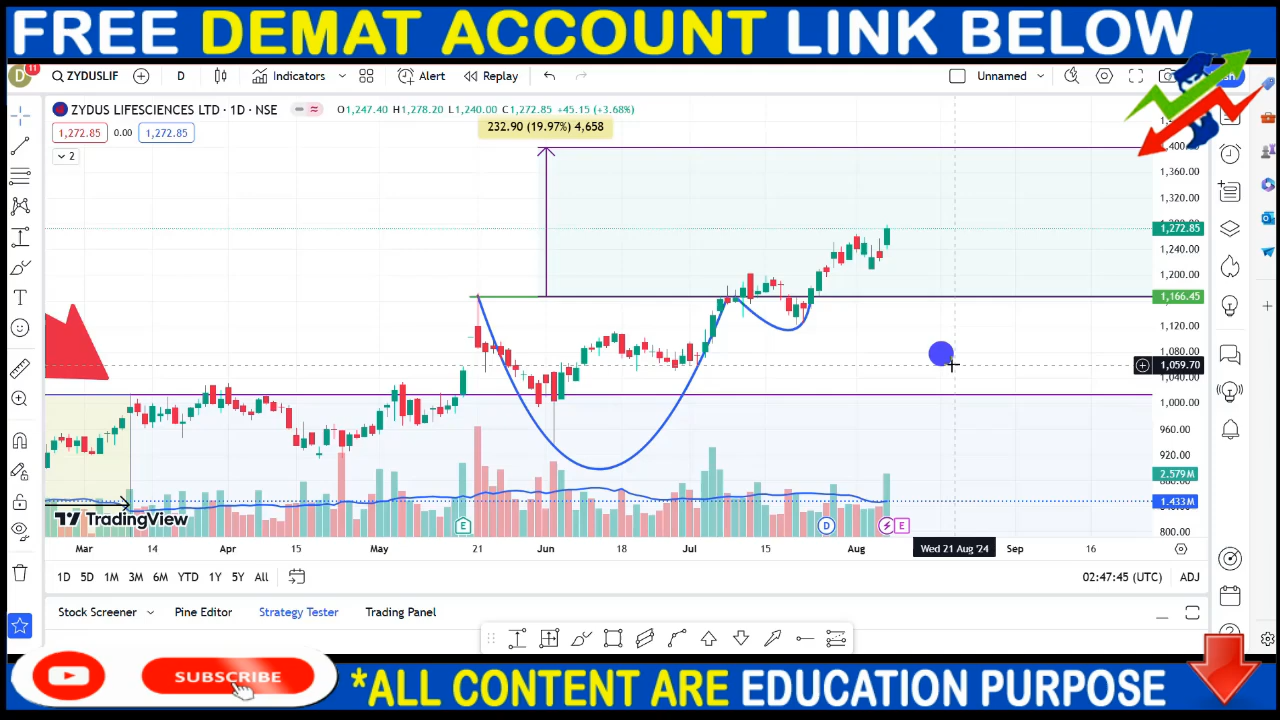 FREE DEMAT ACCOUNT LINK BELOW
D 11 ZYDUSLIF D Indicators Alert Replay Unnamed
ZYDUS LIFESCIENCES LTD · 1D · NSE O1,247.40 H1,278.20 L1,240.00 C1,272.85 +45.15 (+3.68%)
232.90 (19.97%) 4,658
1,272.85 0.00 1,272.85
2
1,360.00
1,320.00
1,272.85
1,240.00
1,200.00
1,166.45
1,120.00
1,080.00
1,059.70
1,040.00
1,000.00
960.00
920.00
2.579M
1.433M
TradingView
E D E
800.00
Mar 14 Apr 15 May 21 Jun 18 Jul 15 Aug Wed 21 Aug '24 Sep 16
1D 5D 1M 3M 6M YTD 1Y 5Y All 02:47:45 (UTC) ADJ
Stock Screener Pine Editor Strategy Tester Trading Panel
SUBSCRIBE
*ALL CONTENT ARE EDUCATION PURPOSE